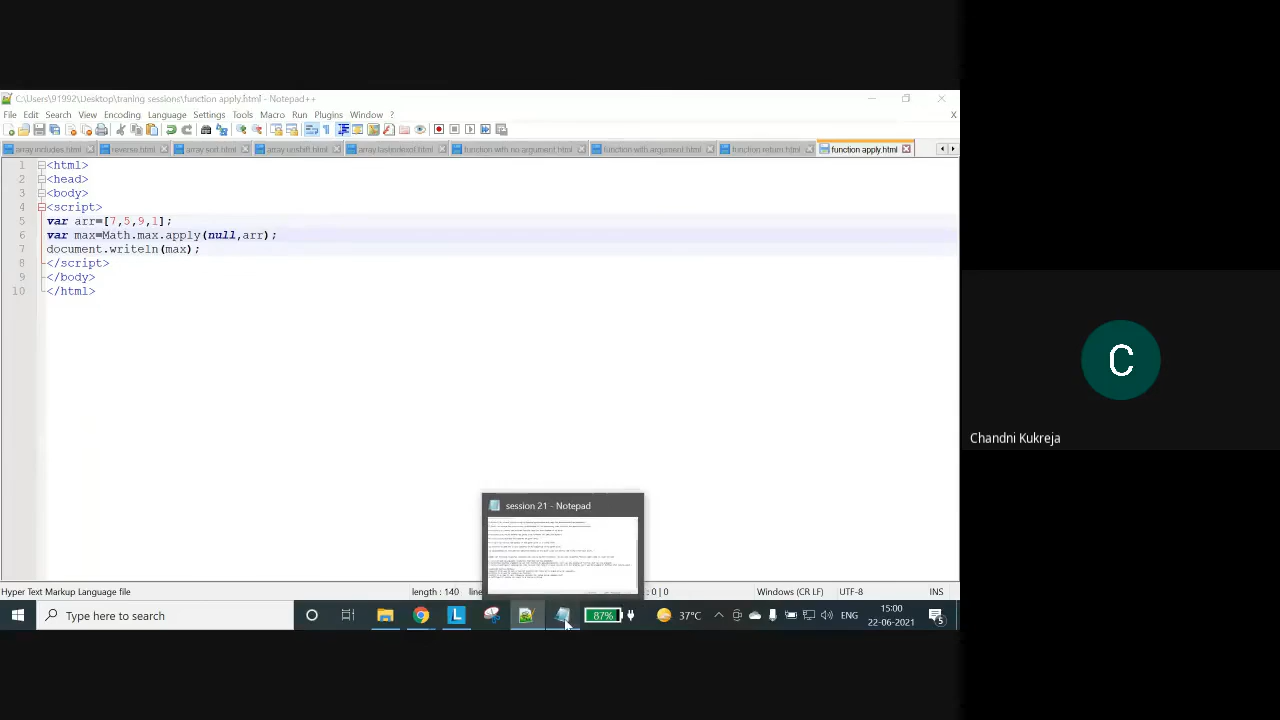 C:\Users\91992\Desktop\traning sessions\function apply.html - Notepad++
File Edit Search View Encoding Language Settings Tools Macro Run Plugins Window ? X
array includes.html reverse.html array sort.html array unshift.html array lastindexof.html function with no argument.html function with argument.html function return.html function apply.html
1 <html>
2 <head>
3 <body>
4 <script>
5 var arr=[7,5,9,1];
6 var max=Math.max.apply(null,arr);
7 document.writeln(max);
8 </script>
9 </body>
10 </html>
C
Chandni Kukreja
session 21 - Notepad
Hyper Text Markup Language file length : 140 line : 0 | 0 Windows (CR LF) UTF-8 INS
Type here to search L 87% 37°C ENG 15:00 22-06-2021 5